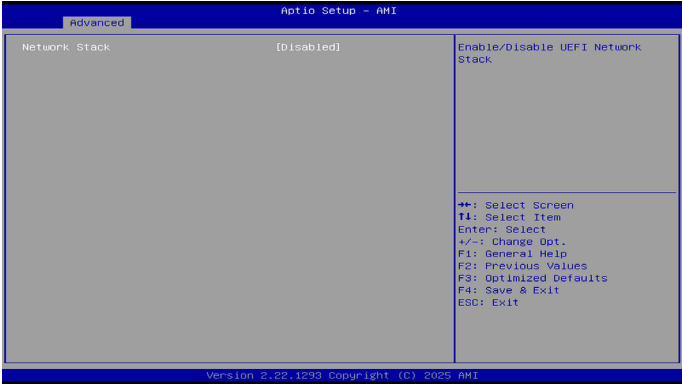 Aptio Setup - AMI
Advanced
Network Stack [Disabled]
Enable/Disable UEFI Network
Stack
→←: Select Screen
↑↓: Select Item
Enter: Select
+/-: Change Opt.
F1: General Help
F2: Previous Values
F3: Optimized Defaults
F4: Save & Exit
ESC: Exit
Version 2.22.1293 Copyright (C) 2025 AMI